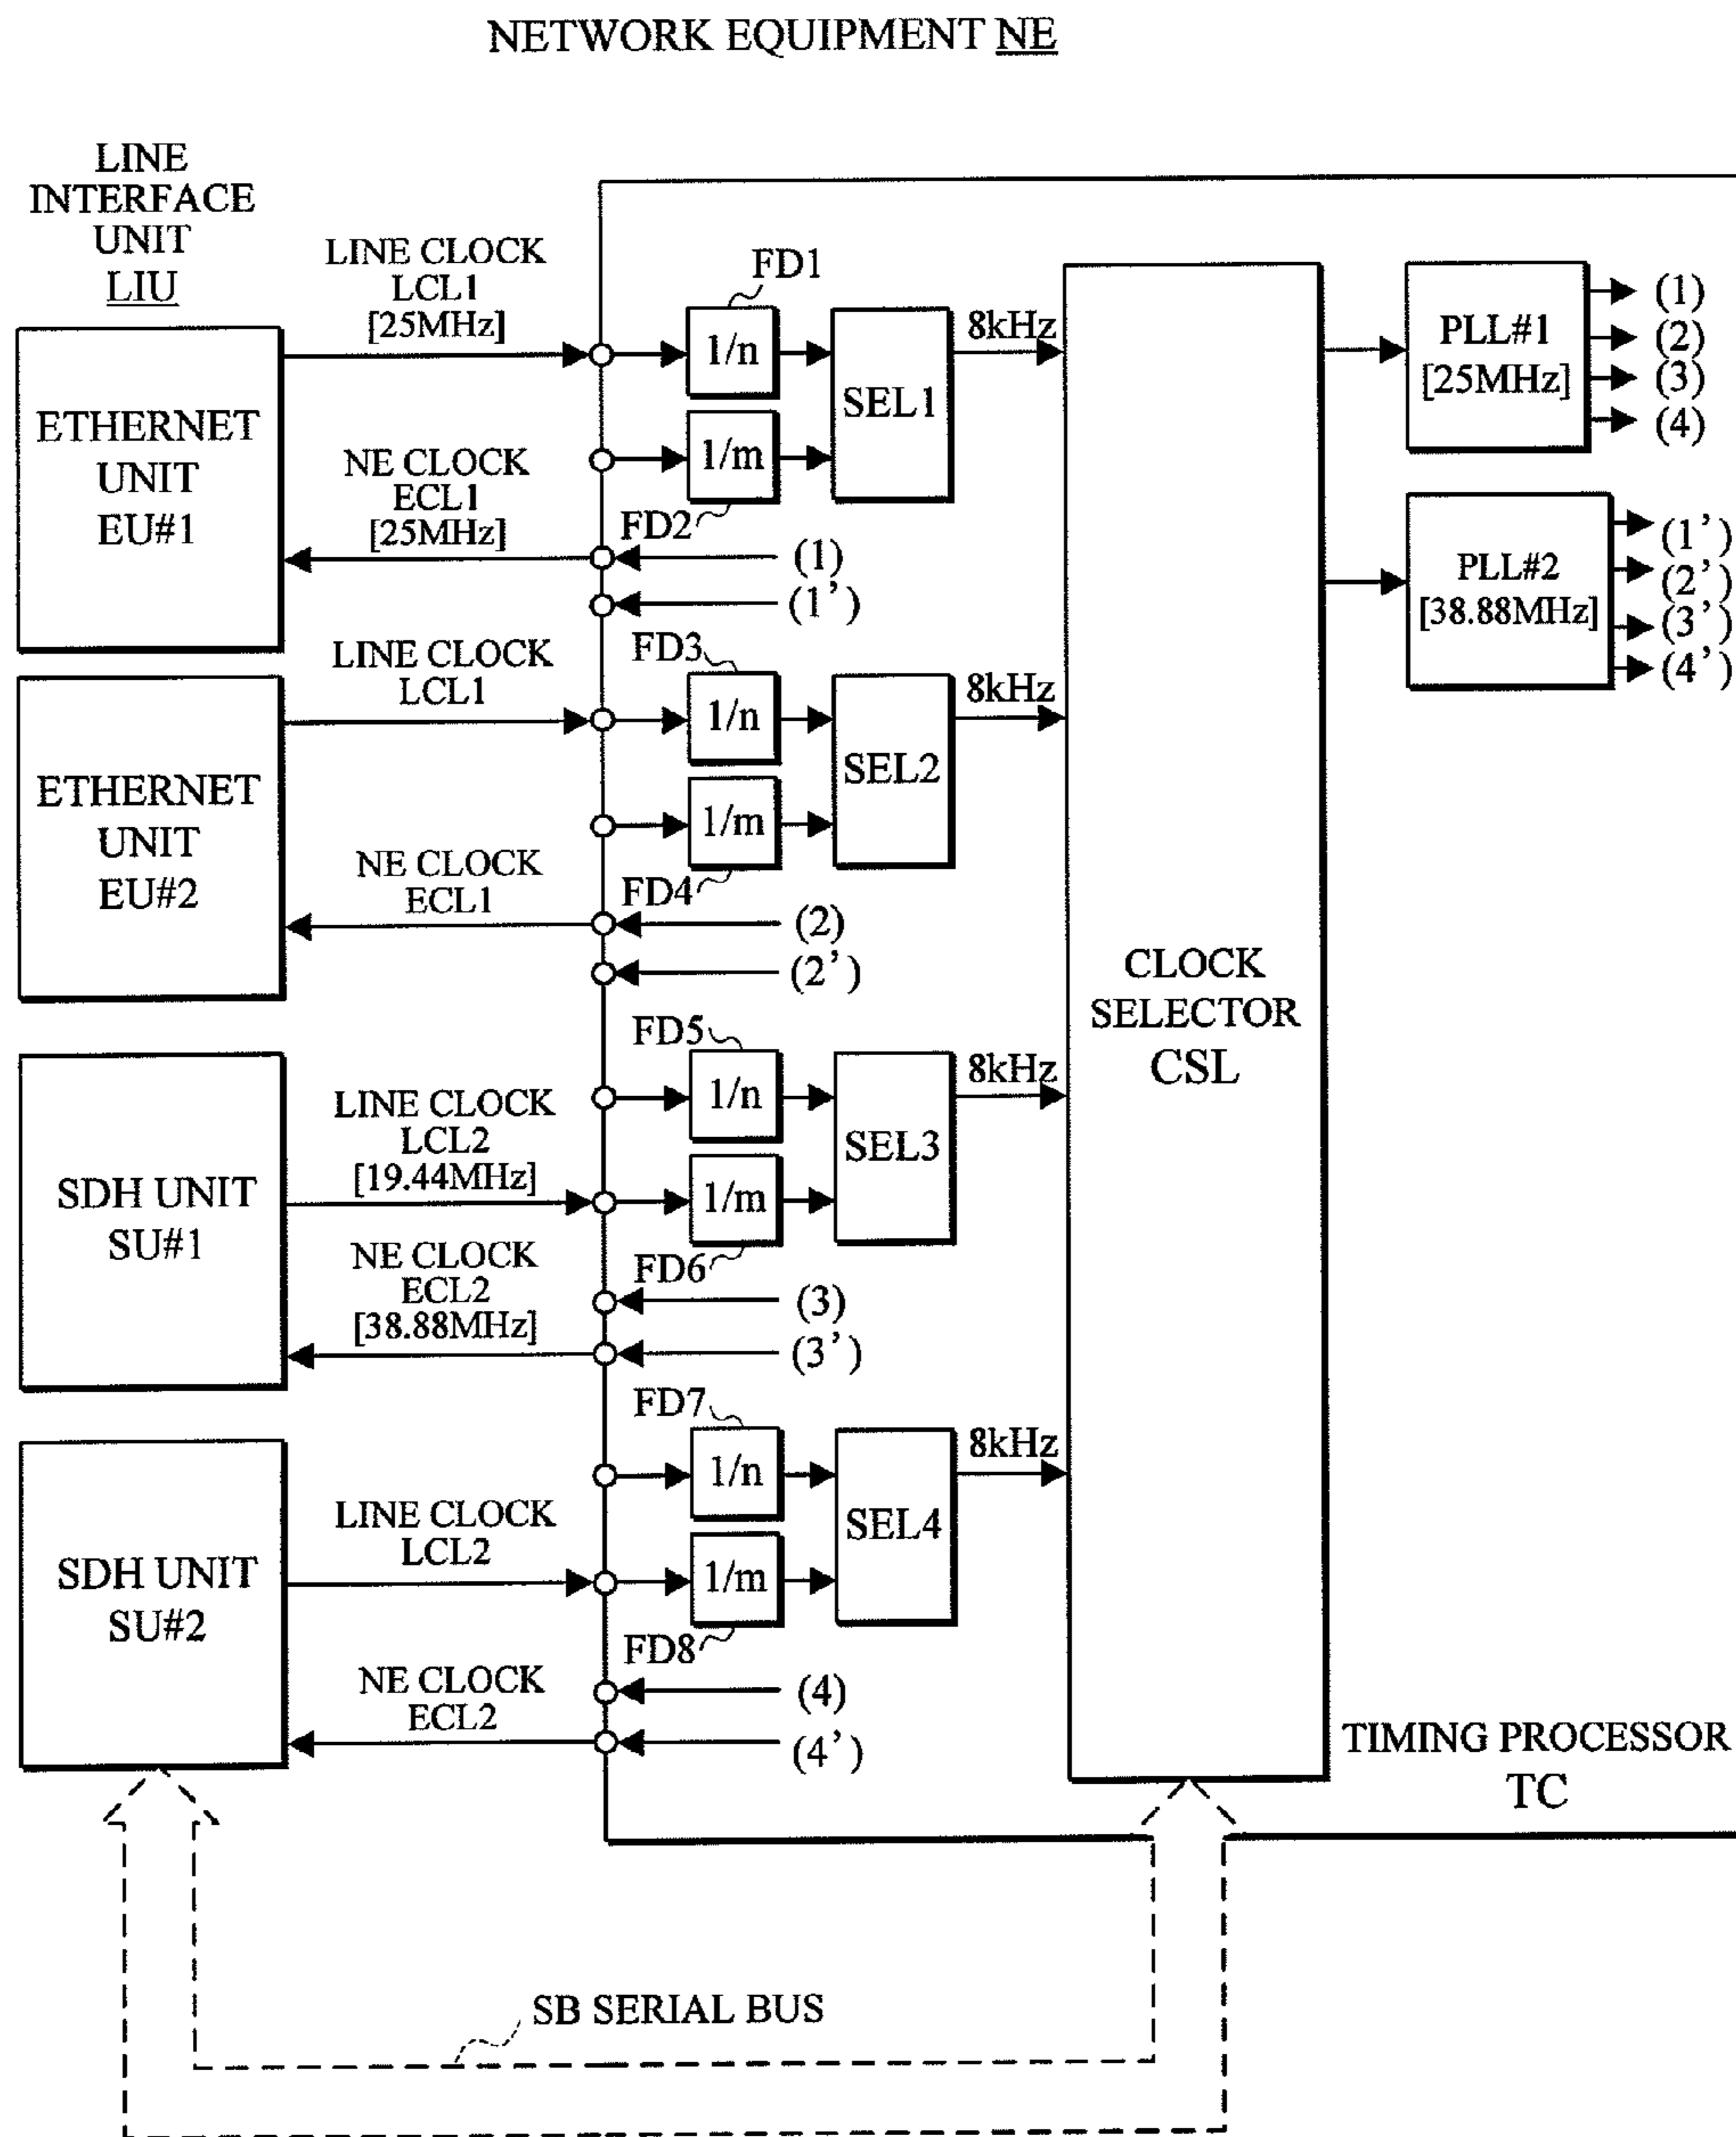 NETWORK EQUIPMENT NE
LINE
INTERFACE
UNIT
LIU
LINE CLOCK
LCL1
[25MHz]
FD1
1/n
SEL1
8kHz
ETHERNET
UNIT
EU#1
NE CLOCK
ECL1
[25MHz]
1/m
FD2
(1)
(1’)
PLL#1
[25MHz]
(1)
(2)
(3)
(4)
PLL#2
[38.88MHz]
(1’)
(2’)
(3’)
(4’)
LINE CLOCK
LCL1
FD3
1/n
SEL2
8kHz
ETHERNET
UNIT
EU#2
NE CLOCK
ECL1
1/m
FD4
(2)
(2’)
CLOCK
SELECTOR
CSL
FD5
1/n
SEL3
8kHz
LINE CLOCK
LCL2
[19.44MHz]
SDH UNIT
SU#1
1/m
FD6
NE CLOCK
ECL2
[38.88MHz]
(3)
(3’)
FD7
1/n
SEL4
8kHz
LINE CLOCK
LCL2
SDH UNIT
SU#2
1/m
FD8
NE CLOCK
ECL2
(4)
(4’)
TIMING PROCESSOR
TC
SB SERIAL BUS